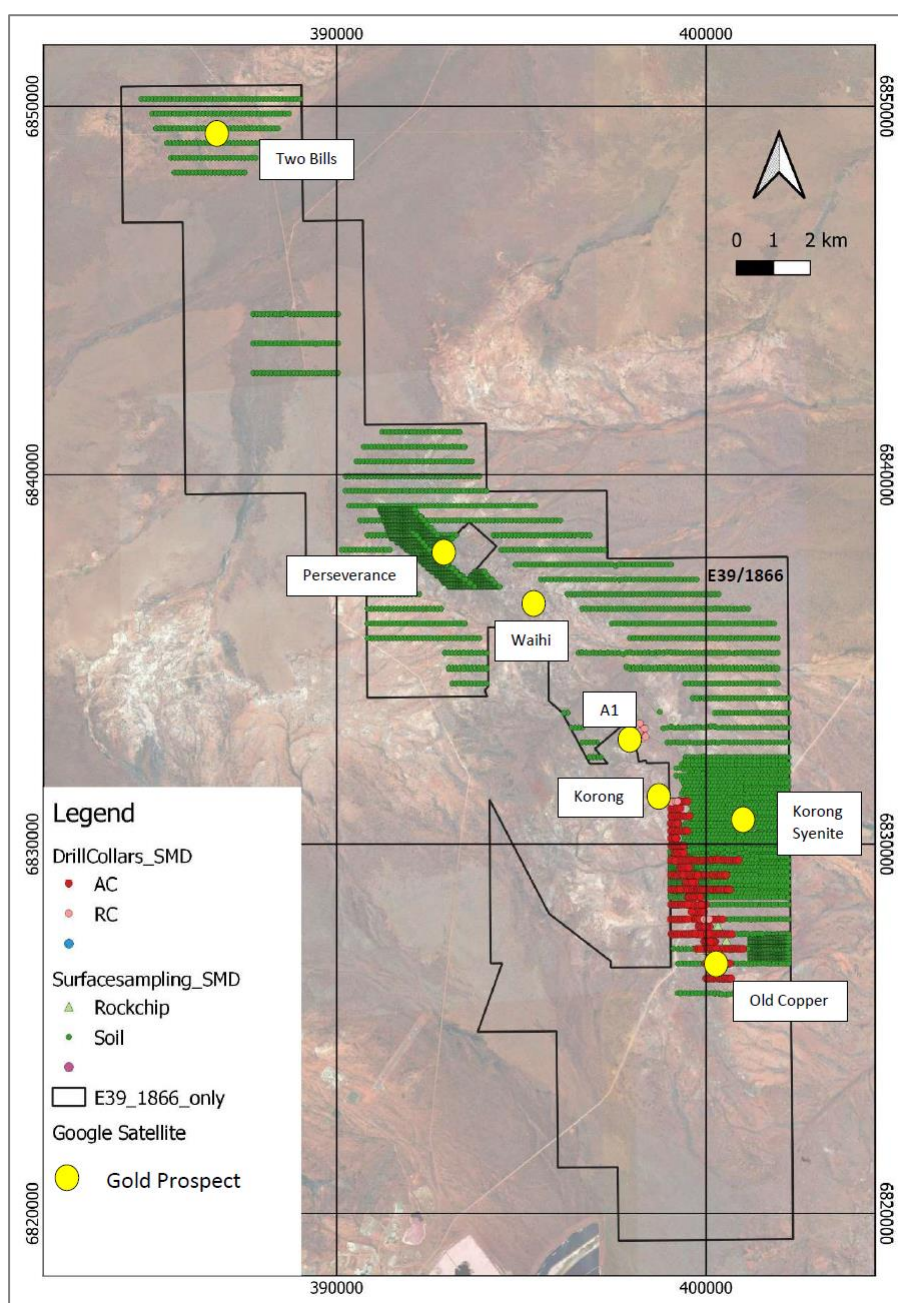 390000
400000
6850000
6850000
Two Bills
0 1 2 km
6840000
6840000
E39/1866
Perseverance
Waihi
A1
Korong
Korong
Syenite
6830000
6830000
Old Copper
Legend
DrillCollars_SMD
AC
RC
Surfacesampling_SMD
Rockchip
Soil
E39_1866_only
Google Satellite
Gold Prospect
6820000
6820000
390000
400000